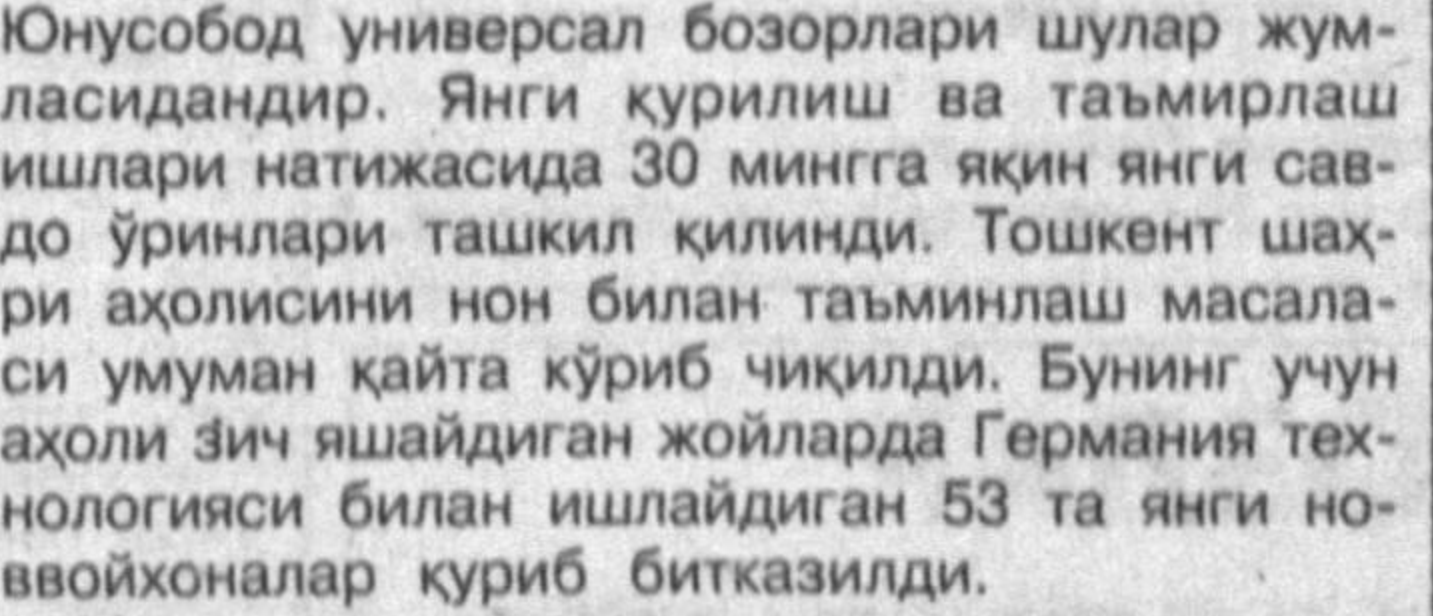 Юнусобод универсал бозорлари шулар жум-
ласидандир. Янги қурилиш ва таъмирлаш
ишлари натижасида 30 мингга яқин янги сав-
до ўринлари ташкил қилинди. Тошкент шаҳ-
ри аҳолисини нон билан таъминлаш масала-
си умуман қайта кўриб чиқилди. Бунинг учун
аҳоли зич яшайдиган жойларда Германия тех-
нологияси билан ишлайдиган 53 та янги но-
ввойхоналар қуриб битказилди.